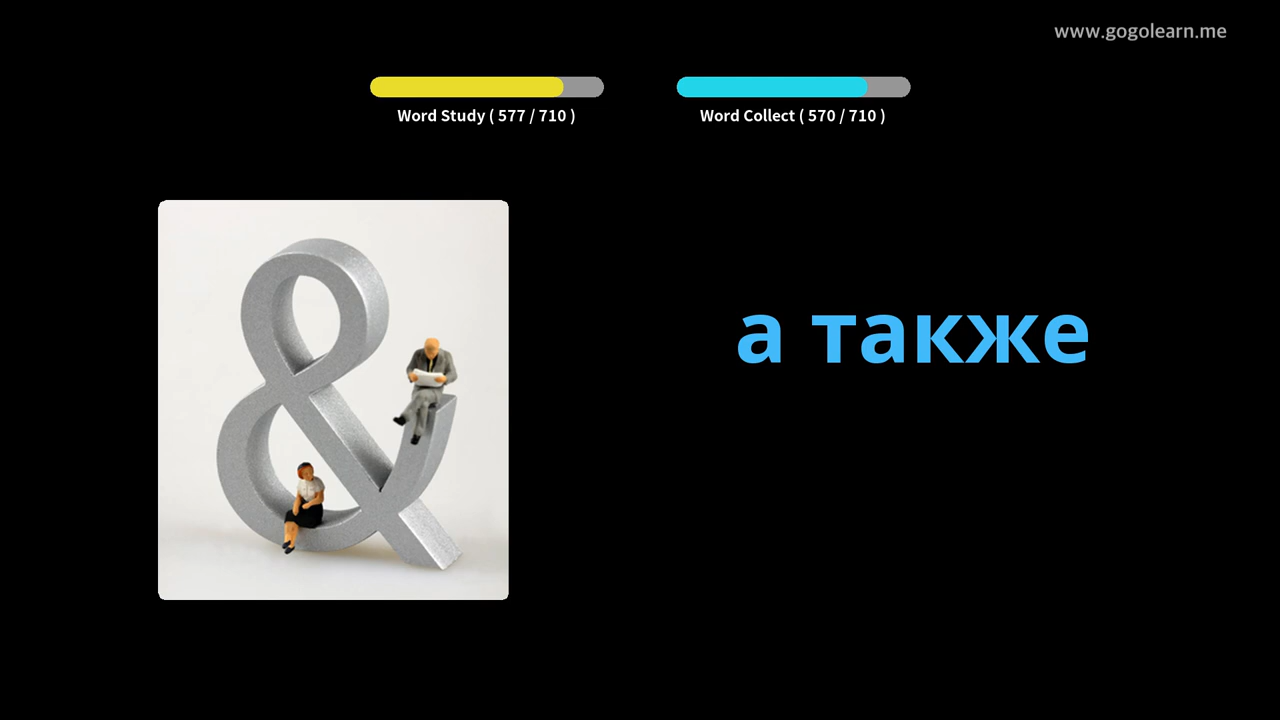 www.gogolearn.me
Word Study ( 577 / 710 )
Word Collect ( 570 / 710 )
&
а также